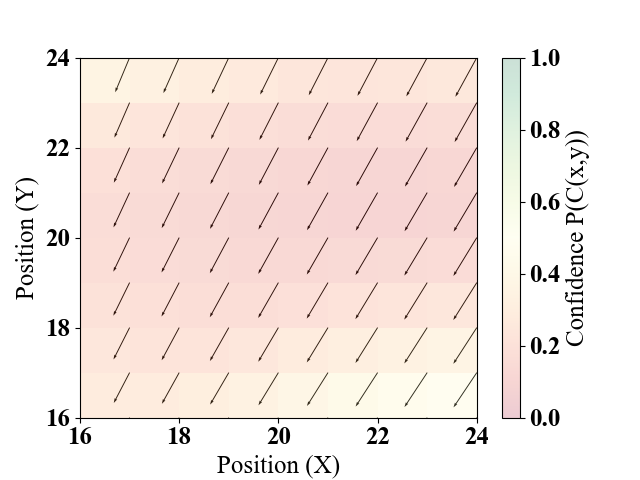 24
22
20
18
16
16 18 20 22 24
Position (X)
Position (Y)
1.0
0.8
0.6
0.4
0.2
0.0
Confidence P(C(x,y))